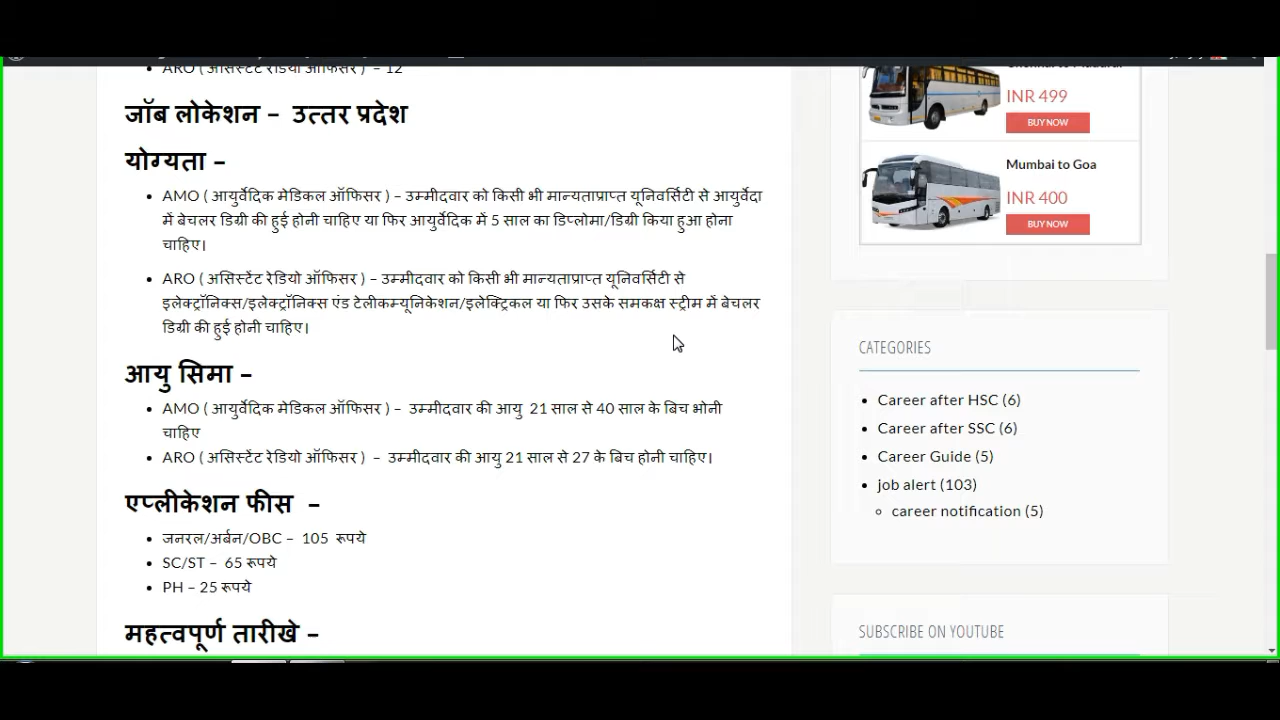 ARO ( असिस्टेंट रेडियो ऑफिसर ) – 12
जॉब लोकेशन – उत्तर प्रदेश
योग्यता –
AMO ( आयुर्वेदिक मेडिकल ऑफिसर ) – उम्मीदवार को किसी भी मान्यताप्राप्त यूनिवर्सिटी से आयुर्वेदा
में बेचलर डिग्री की हुई होनी चाहिए या फिर आयुर्वेदिक में 5 साल का डिप्लोमा/डिग्री किया हुआ होना
चाहिए।
ARO ( असिस्टेंट रेडियो ऑफिसर ) – उम्मीदवार को किसी भी मान्यताप्राप्त यूनिवर्सिटी से
इलेक्ट्रॉनिक्स/इलेक्ट्रॉनिक्स एंड टेलीकम्यूनिकेशन/इलेक्ट्रिकल या फिर उसके समकक्ष स्ट्रीम में बेचलर
डिग्री की हुई होनी चाहिए।
आयु सिमा –
AMO ( आयुर्वेदिक मेडिकल ऑफिसर ) – उम्मीदवार की आयु 21 साल से 40 साल के बिच भोनी
चाहिए
ARO ( असिस्टेंट रेडियो ऑफिसर ) – उम्मीदवार की आयु 21 साल से 27 के बिच होनी चाहिए।
एप्लीकेशन फीस –
जनरल/अर्बन/OBC – 105 रूपये
SC/ST – 65 रूपये
PH – 25 रूपये
महत्वपूर्ण तारीखे –
Chennai to Madurai
INR 499
BUY NOW
Mumbai to Goa
INR 400
BUY NOW
CATEGORIES
Career after HSC (6)
Career after SSC (6)
Career Guide (5)
job alert (103)
career notification (5)
SUBSCRIBE ON YOUTUBE